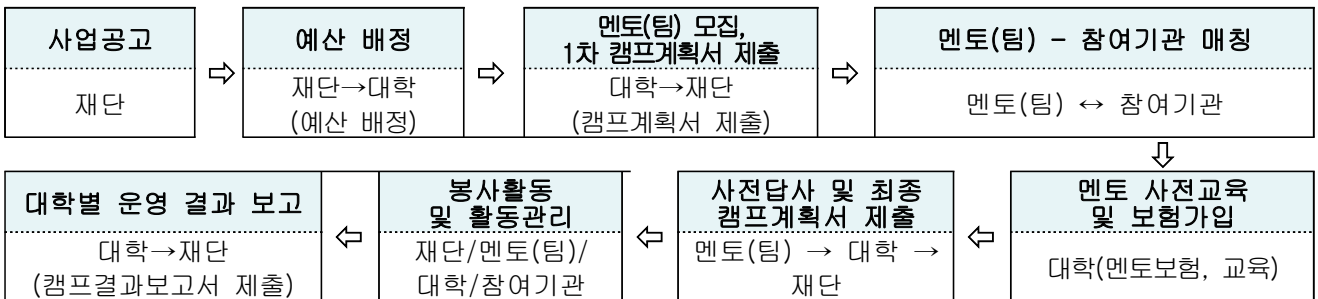 사업공고
재단
예산 배정
재단→대학
(예산 배정)
멘토(팀) 모집,
1차 캠프계획서 제출
대학→재단
(캠프계획서 제출)
멘토(팀) - 참여기관 매칭
멘토(팀) ↔ 참여기관
멘토 사전교육
및 보험가입
대학(멘토보험, 교육)
사전답사 및 최종
캠프계획서 제출
멘토(팀) → 대학 →
재단
봉사활동
및 활동관리
재단/멘토(팀)/
대학/참여기관
대학별 운영 결과 보고
대학→재단
(캠프결과보고서 제출)